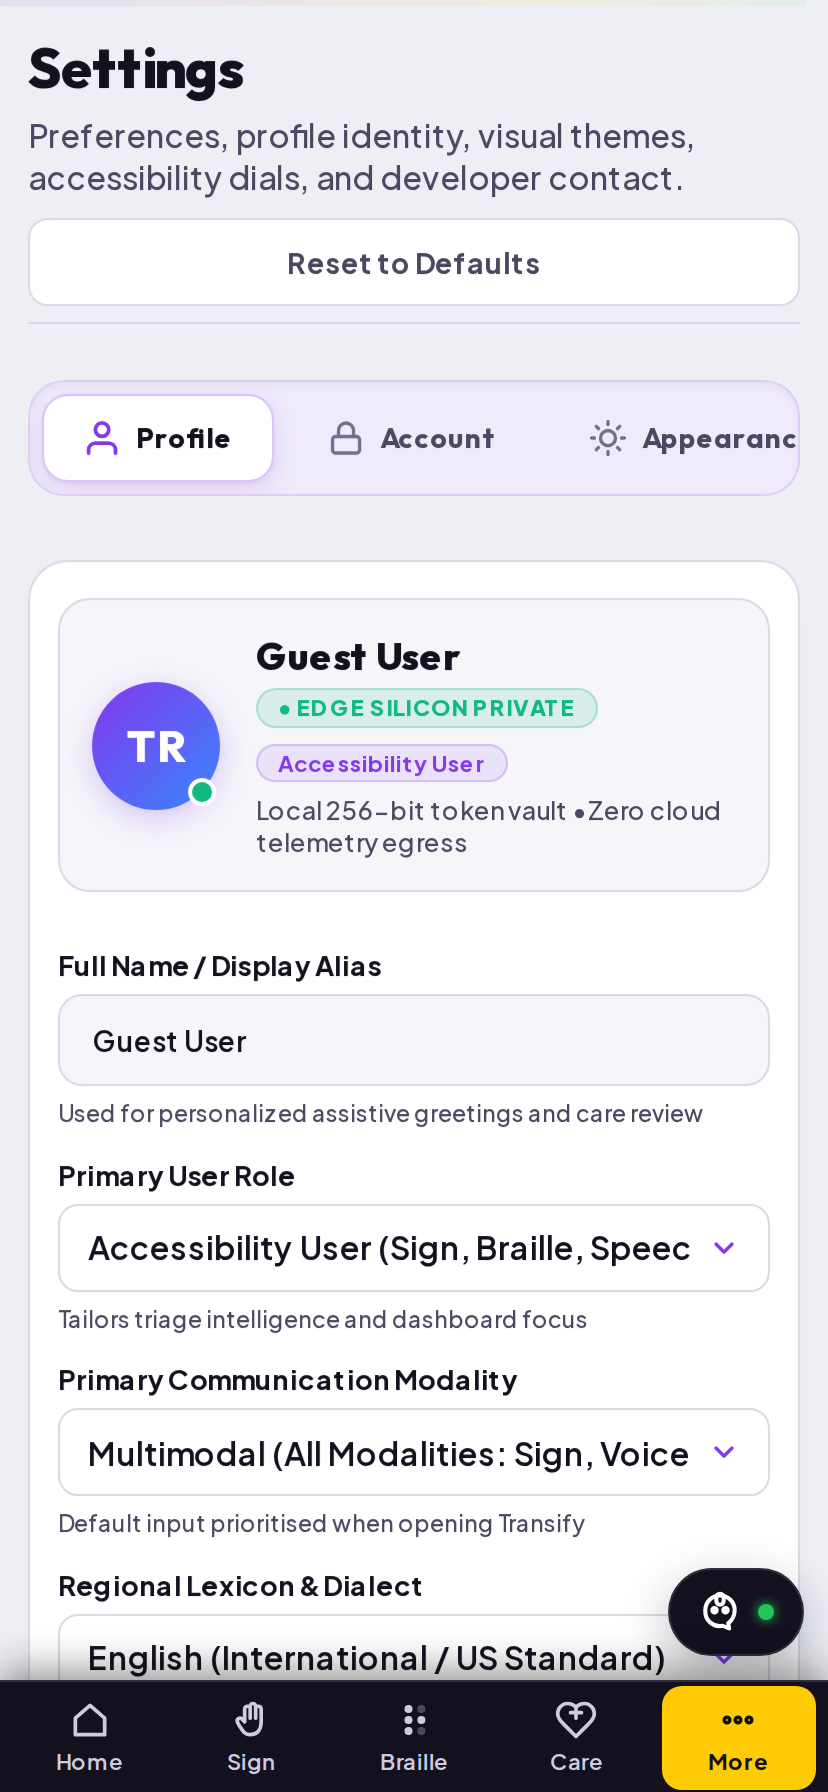 Settings
Preferences, profile identity, visual themes,
accessibility dials, and developer contact.
Reset to Defaults
Profile
Account
Appearanc
Guest User
• EDGE SILICON PRIVATE
Accessibility User
TR
Local 256-bit token vault • Zero cloud
telemetry egress
Full Name / Display Alias
Guest User
Used for personalized assistive greetings and care review
Primary User Role
Accessibility User (Sign, Braille, Speec
Tailors triage intelligence and dashboard focus
Primary Communication Modality
Multimodal (All Modalities: Sign, Voice
Default input prioritised when opening Transify
Regional Lexicon & Dialect
English (International / US Standard)
Home
Sign
Braille
Care
More